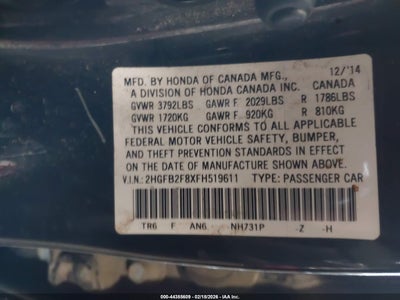 MFD. BY HONDA OF CANADA MFG., 12/'14
A DIVISION OF HONDA CANADA INC. CANADA
GVWR 3792LBS GAWR F 2029LBS R 1786LBS
GVWR 1720KG GAWR F 920KG R 810KG
THIS VEHICLE CONFORMS TO ALL APPLICABLE
FEDERAL MOTOR VEHICLE SAFETY, BUMPER,
AND THEFT PREVENTION STANDARDS IN EFFECT
ON THE DATE OF MANUFACTURE SHOWN ABOVE.
V.I.N.: 2HGFB2F8XFH519611 TYPE: PASSENGER CAR
TR6 F AN6 NH731P -Z -H
000-44388609 - 02/18/2026 - IAA Inc.